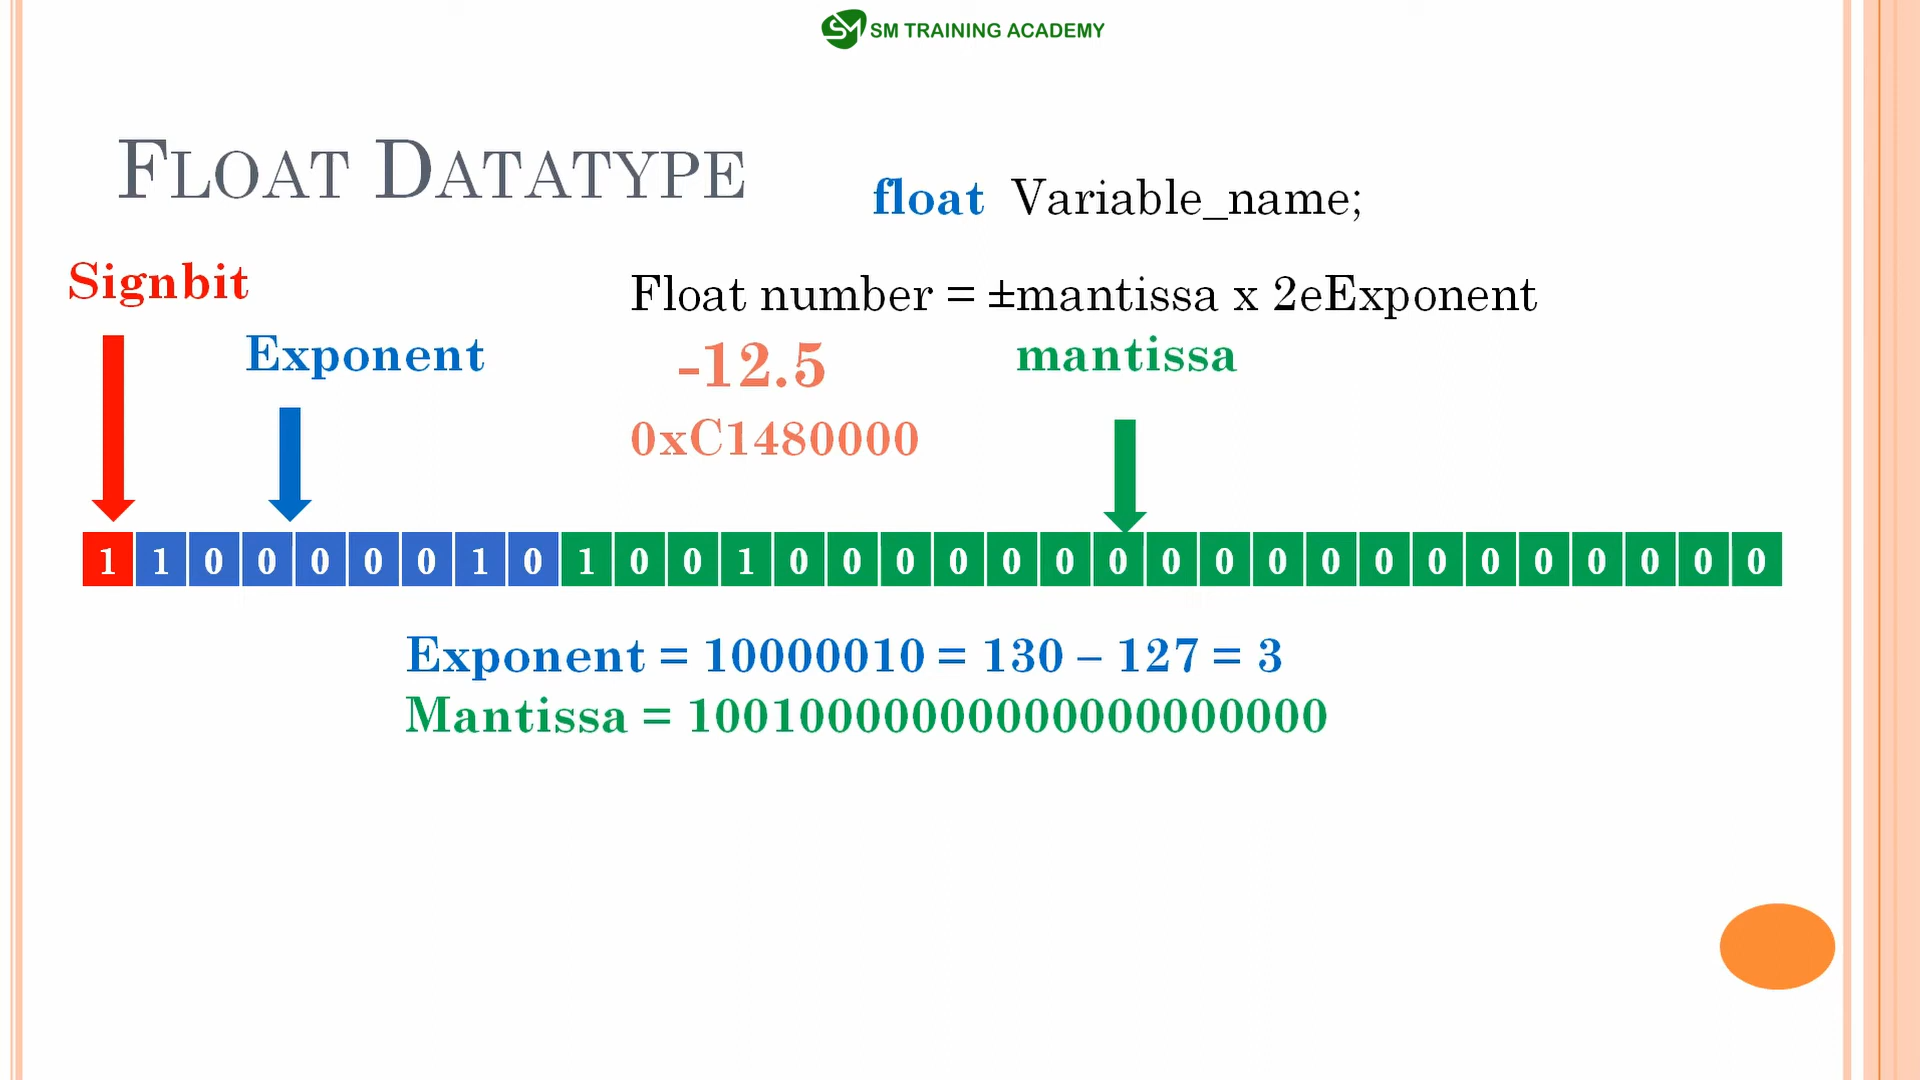 SM TRAINING ACADEMY
FLOAT DATATYPE
float Variable_name;
Signbit
Float number = ±mantissa x 2eExponent
Exponent
-12.5
mantissa
0xC1480000
1 1 0 0 0 0 0 1 0 1 0 0 1 0 0 0 0 0 0 0 0 0 0 0 0 0 0 0 0 0 0 0
Exponent = 10000010 = 130 – 127 = 3
Mantissa = 10010000000000000000000